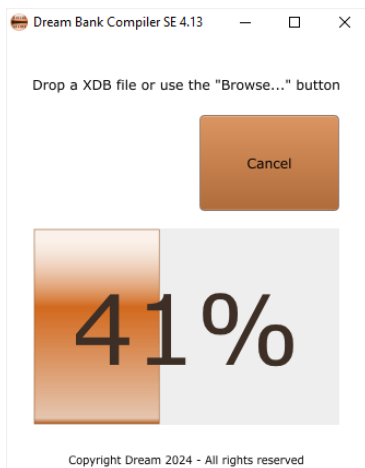 Dream Bank Compiler SE 4.13
Drop a XDB file or use the "Browse..." button
Cancel
41%
Copyright Dream 2024 - All rights reserved